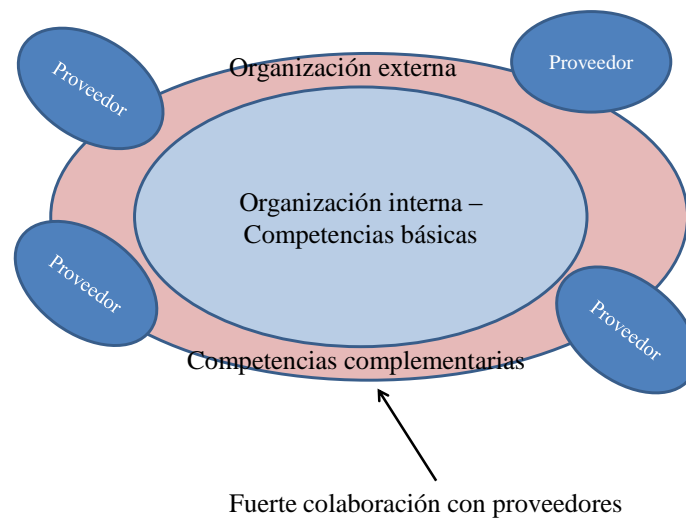 Organización externa
Proveedor
Proveedor
Organización interna –
Competencias básicas
Proveedor
Proveedor
Competencias complementarias
Fuerte colaboración con proveedores